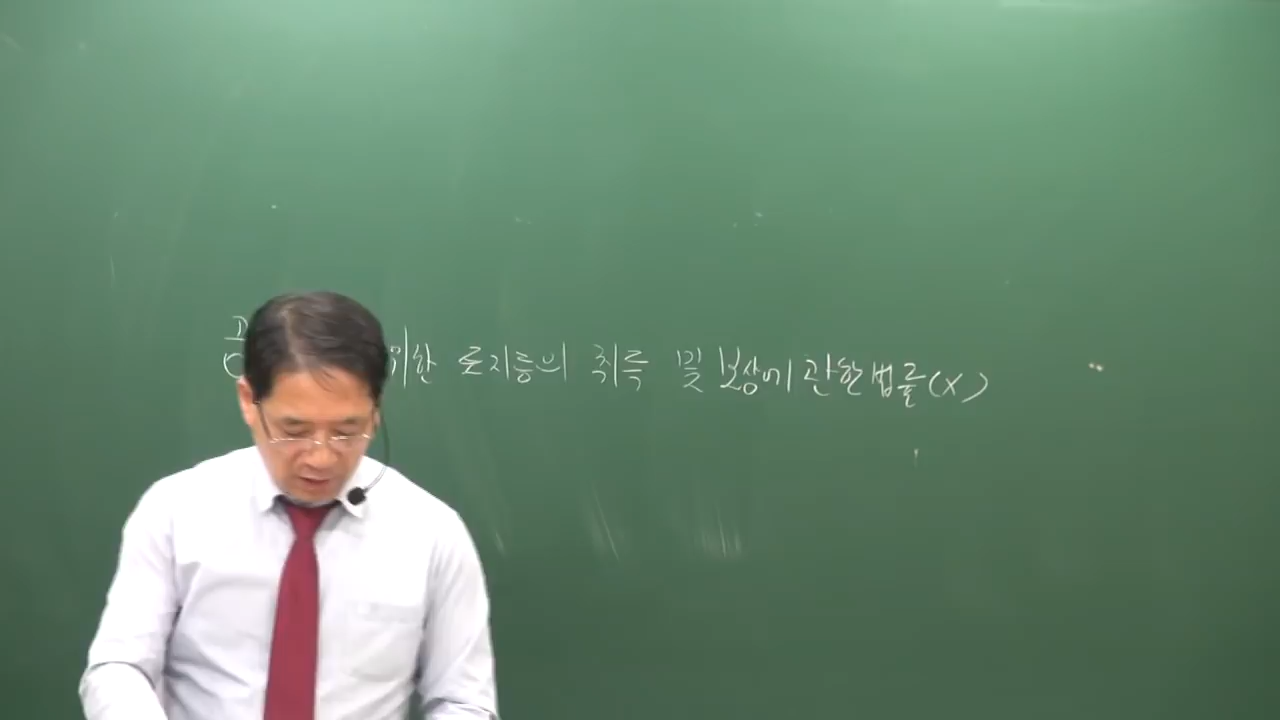 위한 토지등의 취득 및 보상에 관한 법률(X)